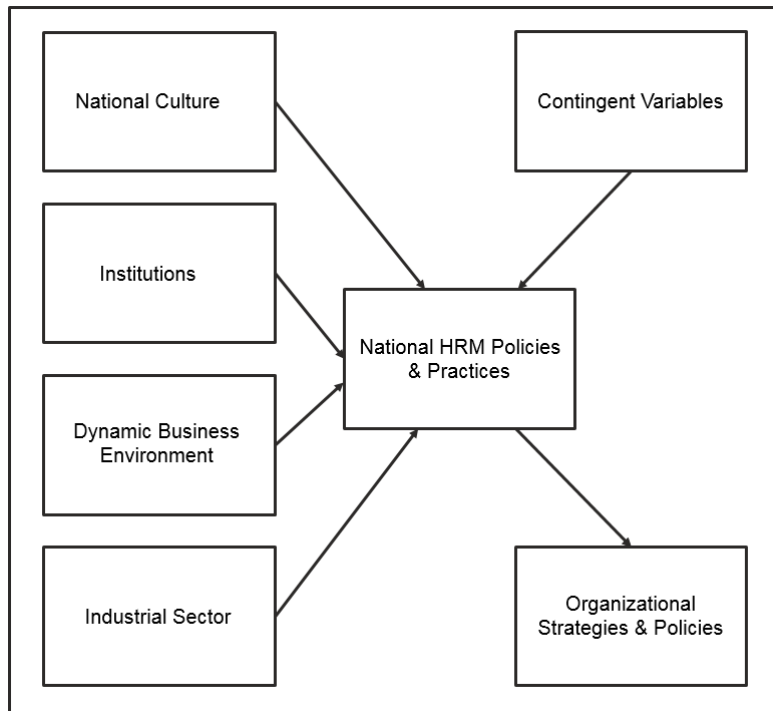 National Culture
Contingent Variables
Institutions
National HRM Policies
& Practices
Dynamic Business
Environment
Industrial Sector
Organizational
Strategies & Policies